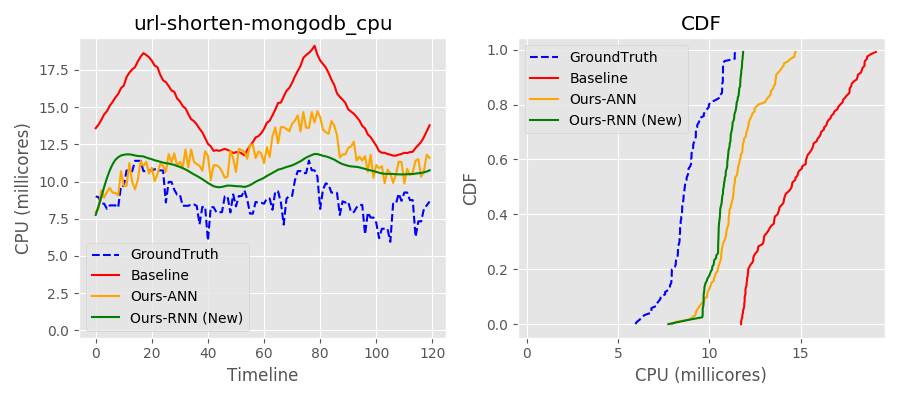 url-shorten-mongodb_cpu
CPU (millicores)
17.5
15.0
12.5
10.0
7.5
5.0
2.5
0.0
GroundTruth
Baseline
Ours-ANN
Ours-RNN (New)
0 20 40 60 80 100 120
Timeline
CDF
CDF
1.0
0.8
0.6
0.4
0.2
0.0
GroundTruth
Baseline
Ours-ANN
Ours-RNN (New)
0 5 10 15
CPU (millicores)